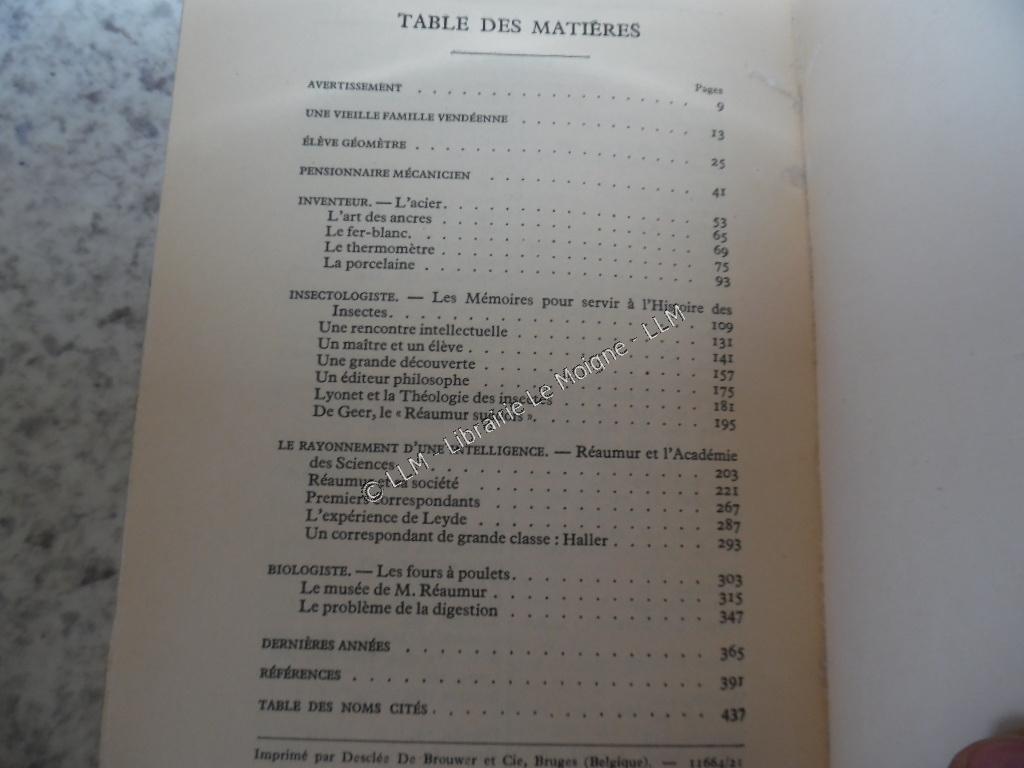 TABLE DES MATIÈRES
Pages
AVERTISSEMENT . . . . . . . . . . . . . . . . . . 9
UNE VIEILLE FAMILLE VENDÉENNE . . . . . . . . . . . 13
ÉLÈVE GÉOMÈTRE . . . . . . . . . . . . . . . . . . 25
PENSIONNAIRE MÉCANICIEN . . . . . . . . . . . . . 41
INVENTEUR. — L'acier. . . . . . . . . . . . . . . . 53
L'art des ancres . . . . . . . . . . . . . . . . 65
Le fer-blanc. . . . . . . . . . . . . . . . . . 69
Le thermomètre . . . . . . . . . . . . . . . . 75
La porcelaine . . . . . . . . . . . . . . . . . 93
INSECTOLOGISTE. — Les Mémoires pour servir à l'Histoire des
Insectes. . . . . . . . . . . . . . . . . . . . 109
Une rencontre intellectuelle . . . . . . . . . . . 131
Un maître et un élève . . . . . . . . . . . . . . 141
Une grande découverte . . . . . . . . . . . . . . 157
Un éditeur philosophe . . . . . . . . . . . . . . 175
Lyonet et la Théologie des insectes . . . . . . . . 181
De Geer, le « Réaumur suédois ». . . . . . . . . . 195
LE RAYONNEMENT D'UNE INTELLIGENCE. — Réaumur et l'Académie
des Sciences . . . . . . . . . . . . . . . . . . 203
Réaumur et la société . . . . . . . . . . . . . . 221
Premiers correspondants . . . . . . . . . . . . . 267
L'expérience de Leyde . . . . . . . . . . . . . . 287
Un correspondant de grande classe : Haller . . . . . . 293
BIOLOGISTE. — Les fours à poulets. . . . . . . . . . . 303
Le musée de M. Réaumur . . . . . . . . . . . . . 315
Le problème de la digestion . . . . . . . . . . . . 347
DERNIÈRES ANNÉES . . . . . . . . . . . . . . . . . 365
RÉFÉRENCES . . . . . . . . . . . . . . . . . . . . 391
TABLE DES NOMS CITÉS. . . . . . . . . . . . . . . . 437
Imprimé par Desclée De Brouwer et Cie, Bruges (Belgique). — 11664/21
© LLM - Librairie Le Moigne - LLM